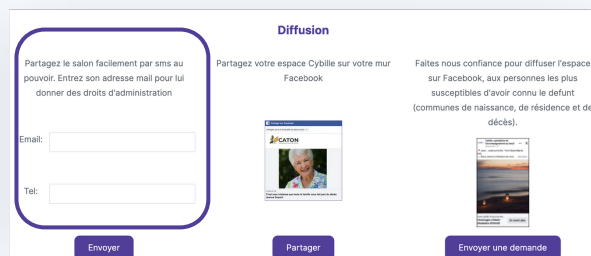 Diffusion
Partagez le salon facilement par sms au
pouvoir. Entrez son adresse mail pour lui
donner des droits d'administration
Email:
Tel:
Envoyer
Partagez votre espace Cybille sur votre mur
Facebook
CATON
Partager
Faites nous confiance pour diffuser l'espace
sur Facebook, aux personnes les plus
susceptibles d'avoir connu le defunt
(communes de naissance, de résidence et de
décès).
Envoyer une demande